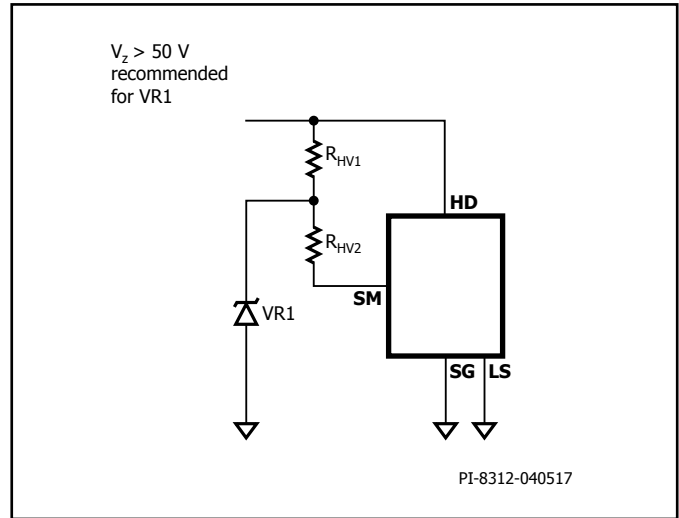 Vz > 50 V
recommended
for VR1
RHV1
HD
RHV2
SM
VR1
SG LS
PI-8312-040517